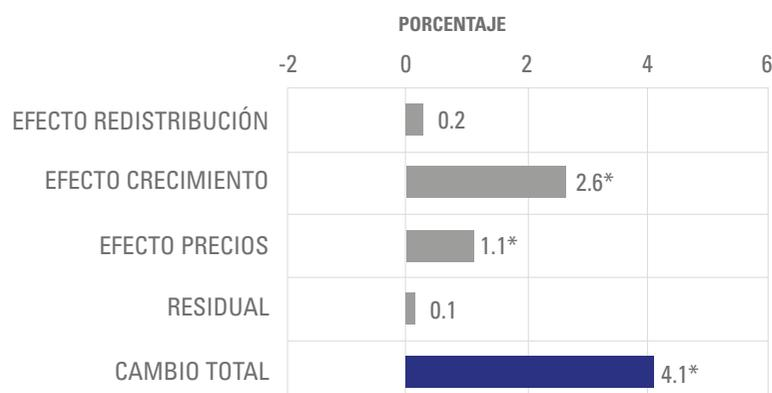 PORCENTAJE
-2 0 2 4 6
EFECTO REDISTRIBUCIÓN 0.2
EFECTO CRECIMIENTO 2.6*
EFECTO PRECIOS 1.1*
RESIDUAL 0.1
CAMBIO TOTAL 4.1*